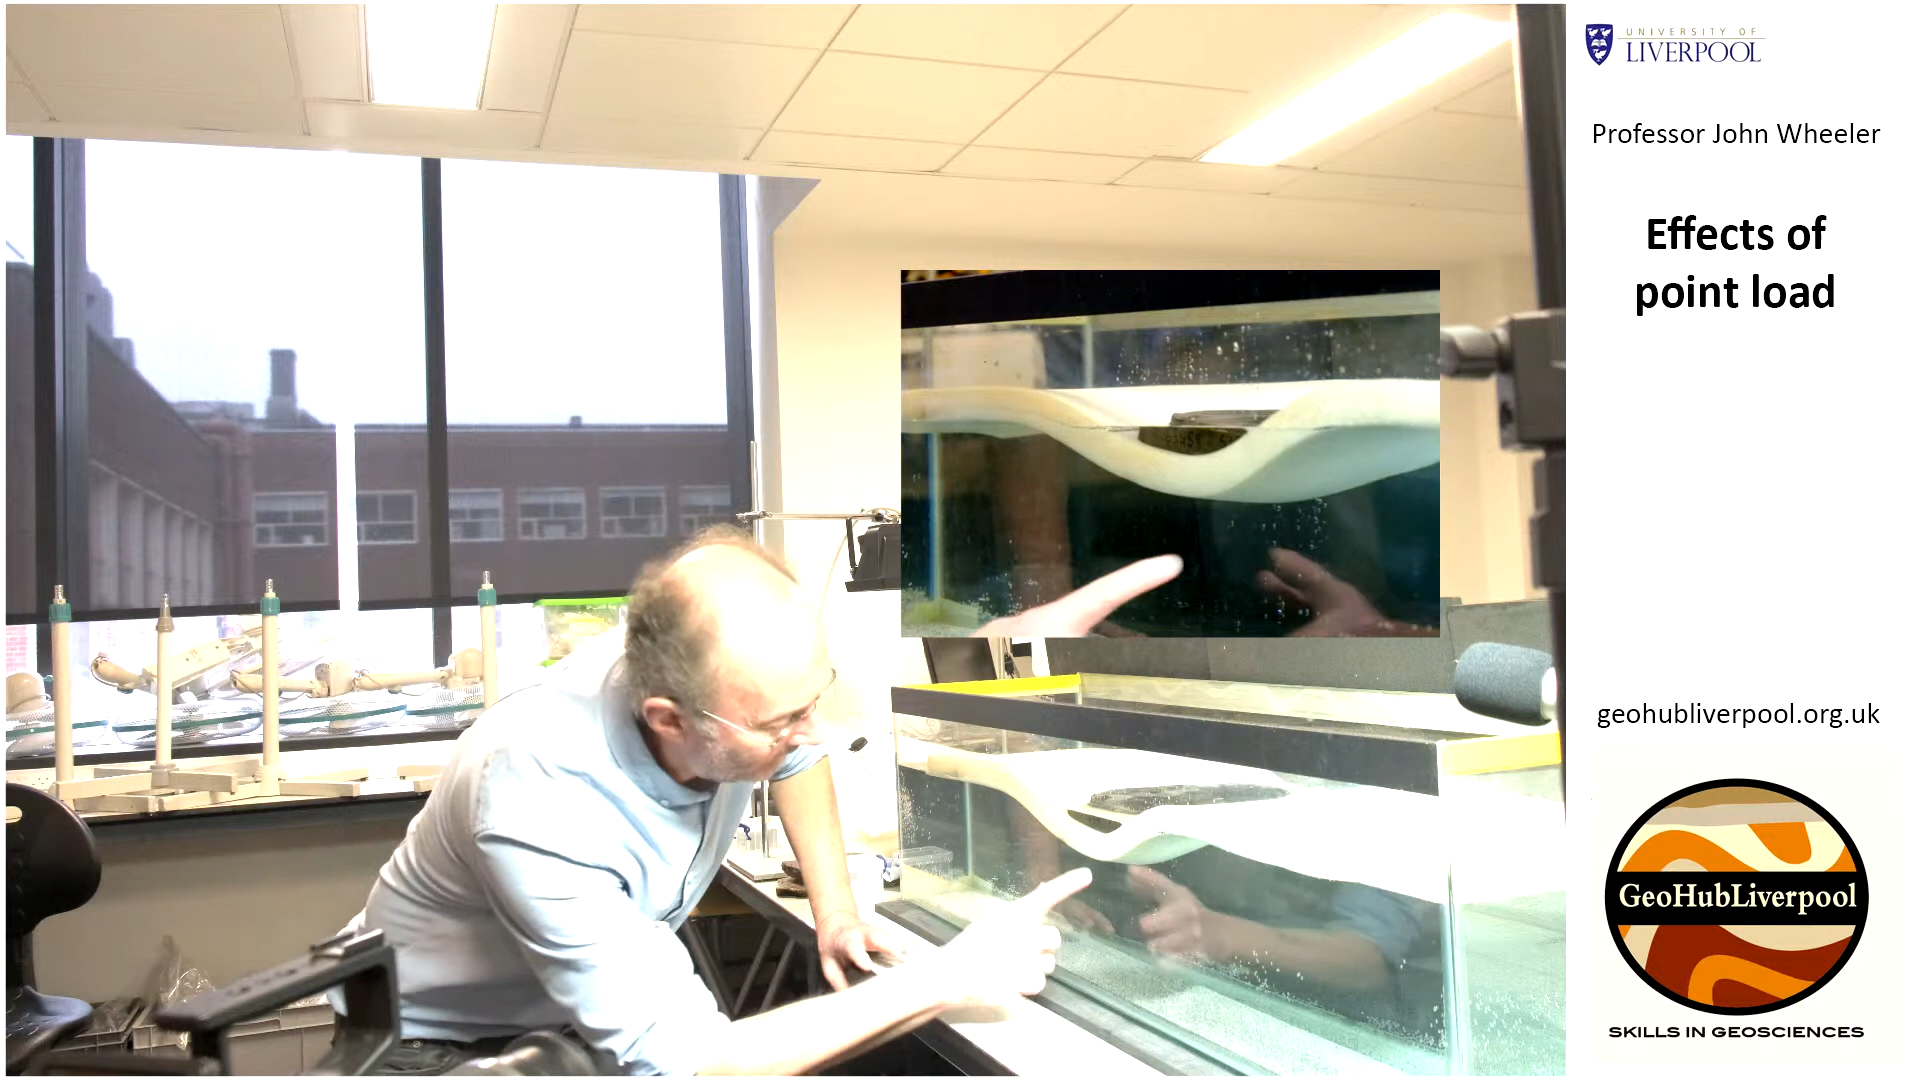 UNIVERSITY OF
LIVERPOOL
Professor John Wheeler
Effects of
point load
geohubliverpool.org.uk
GeoHubLiverpool
SKILLS IN GEOSCIENCES